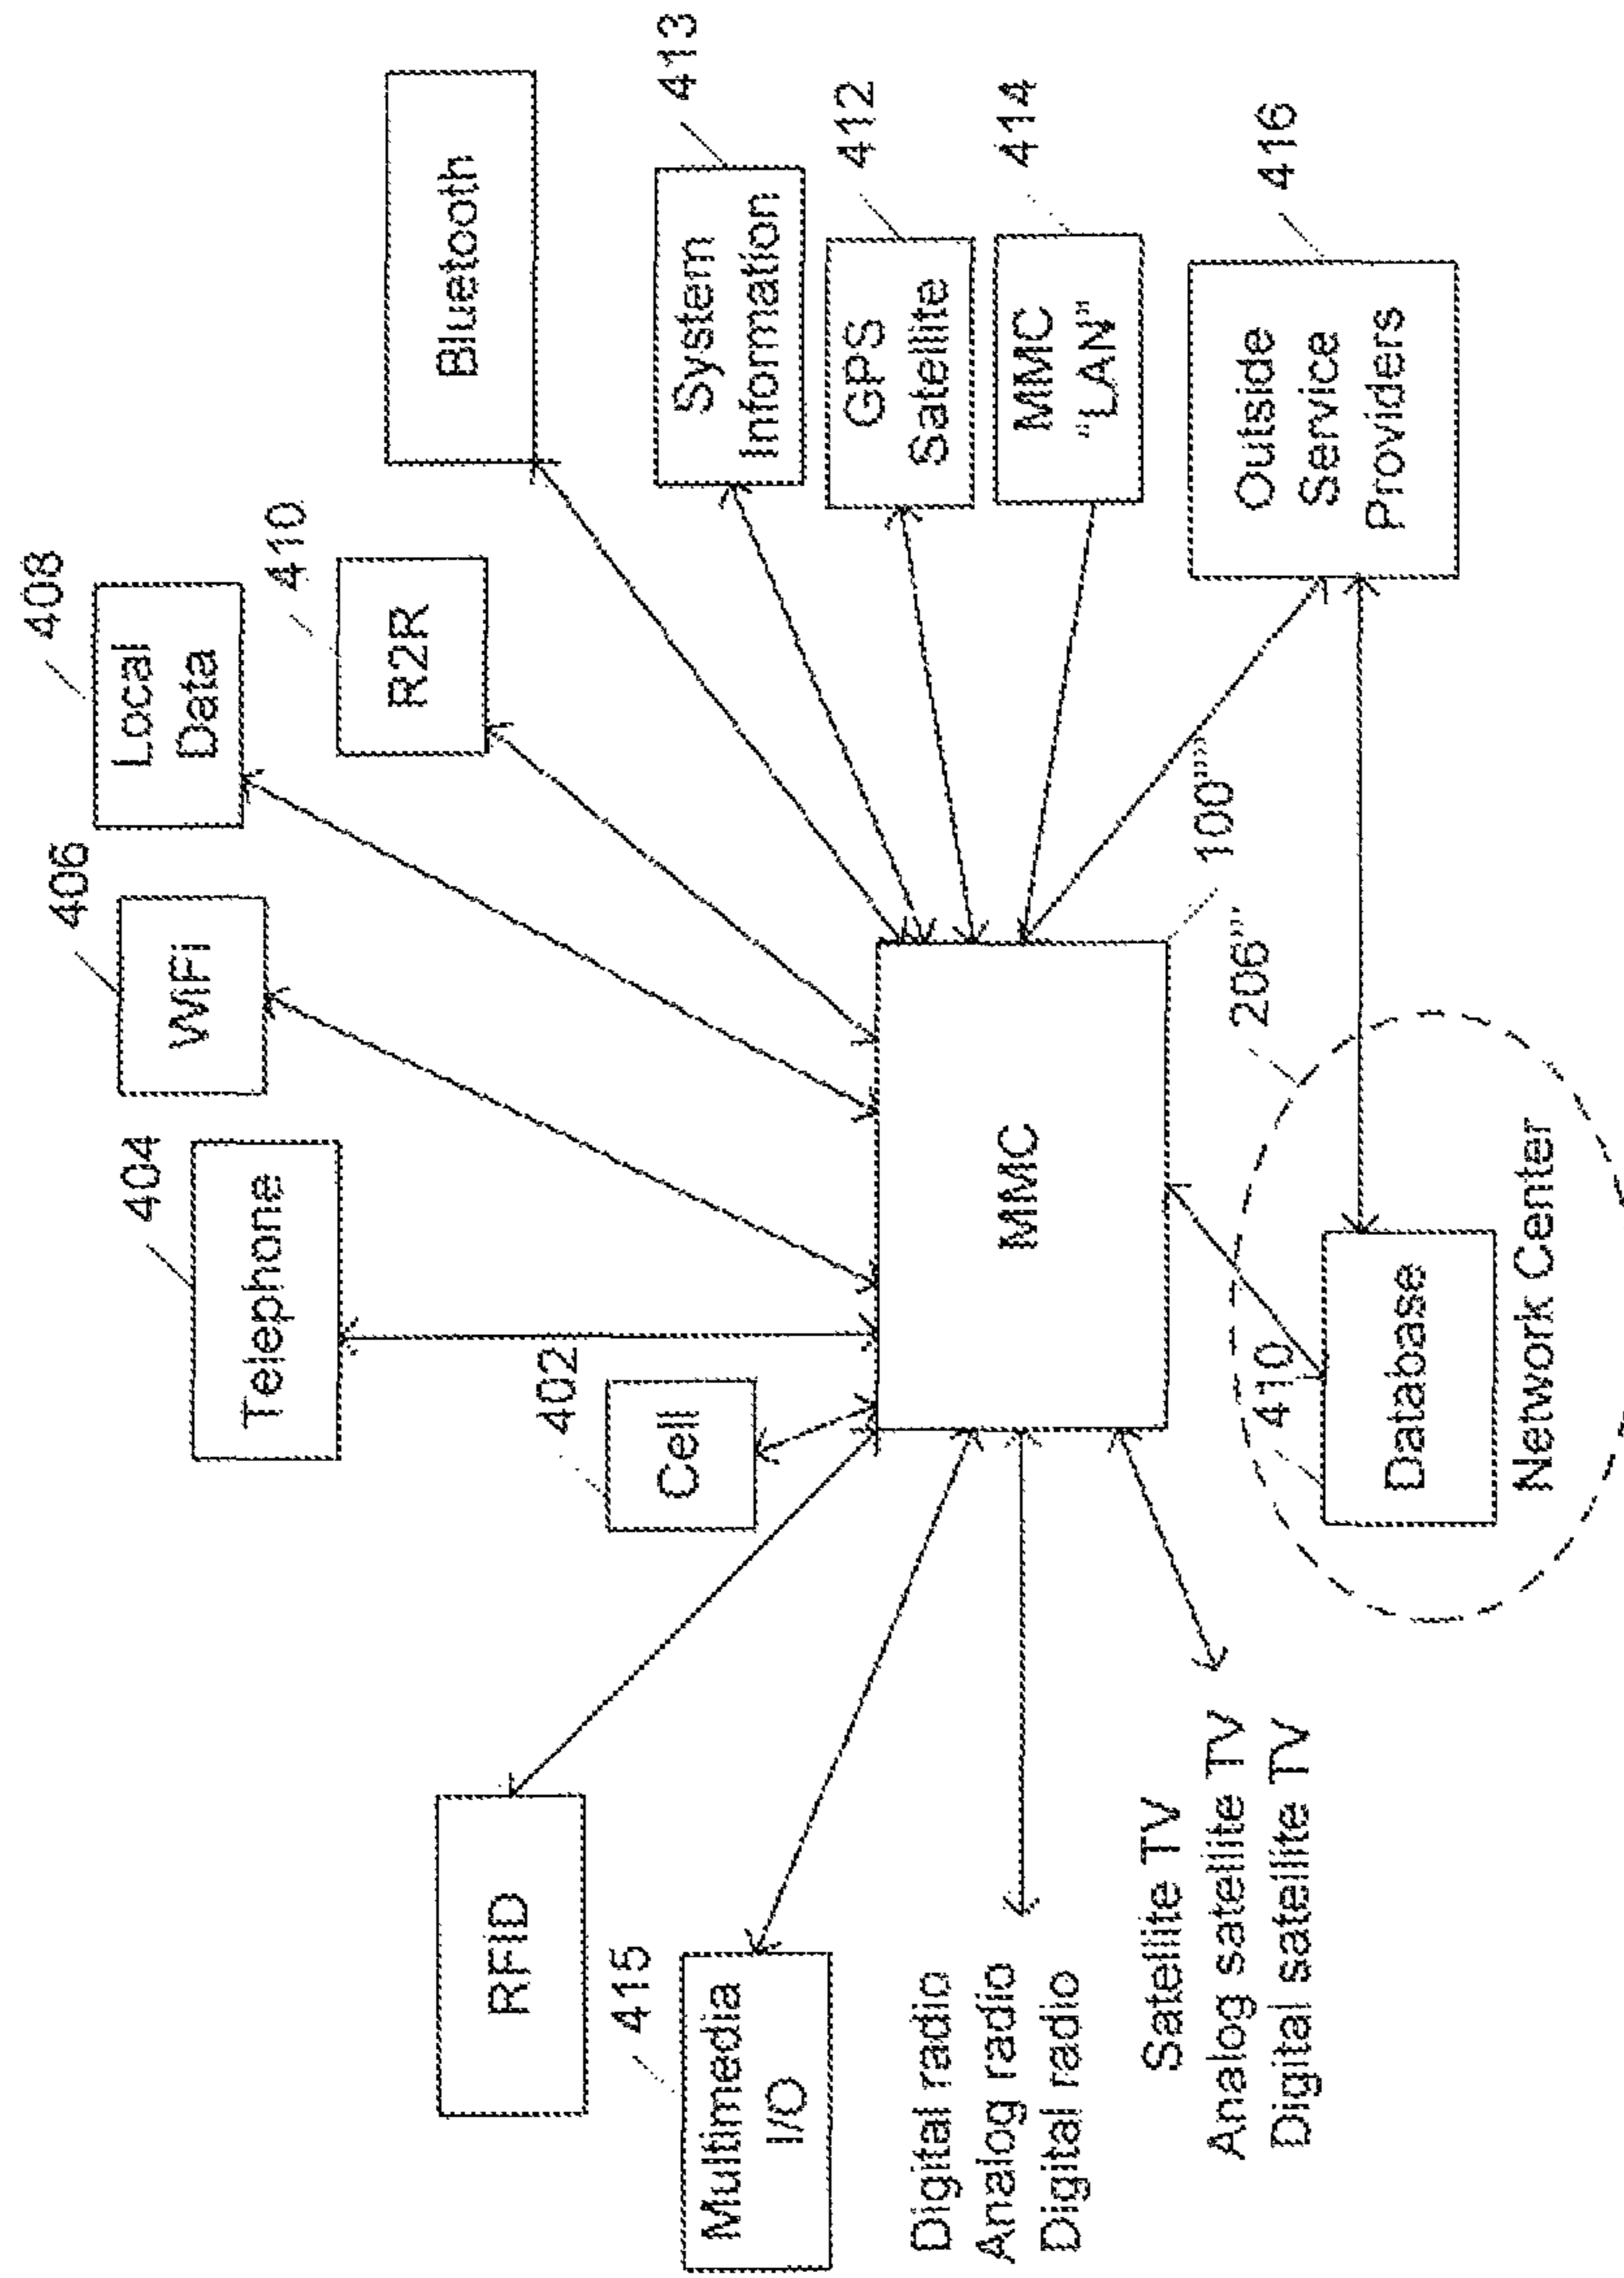 408
Local
Data
406
WiFi
404
Telephone
410
R2R
Bluetooth
402
Cell
RFID
413
System
Information
415
Multimedia
I/O
412
GPS
Satellite
414
MMC
"LAN"
MMC
Digital radio
Analog radio
Digital radio
Satellite TV
Analog satellite TV
Digital satellite TV
206'''
416
Outside
Service
Providers
410
Database
Network Center